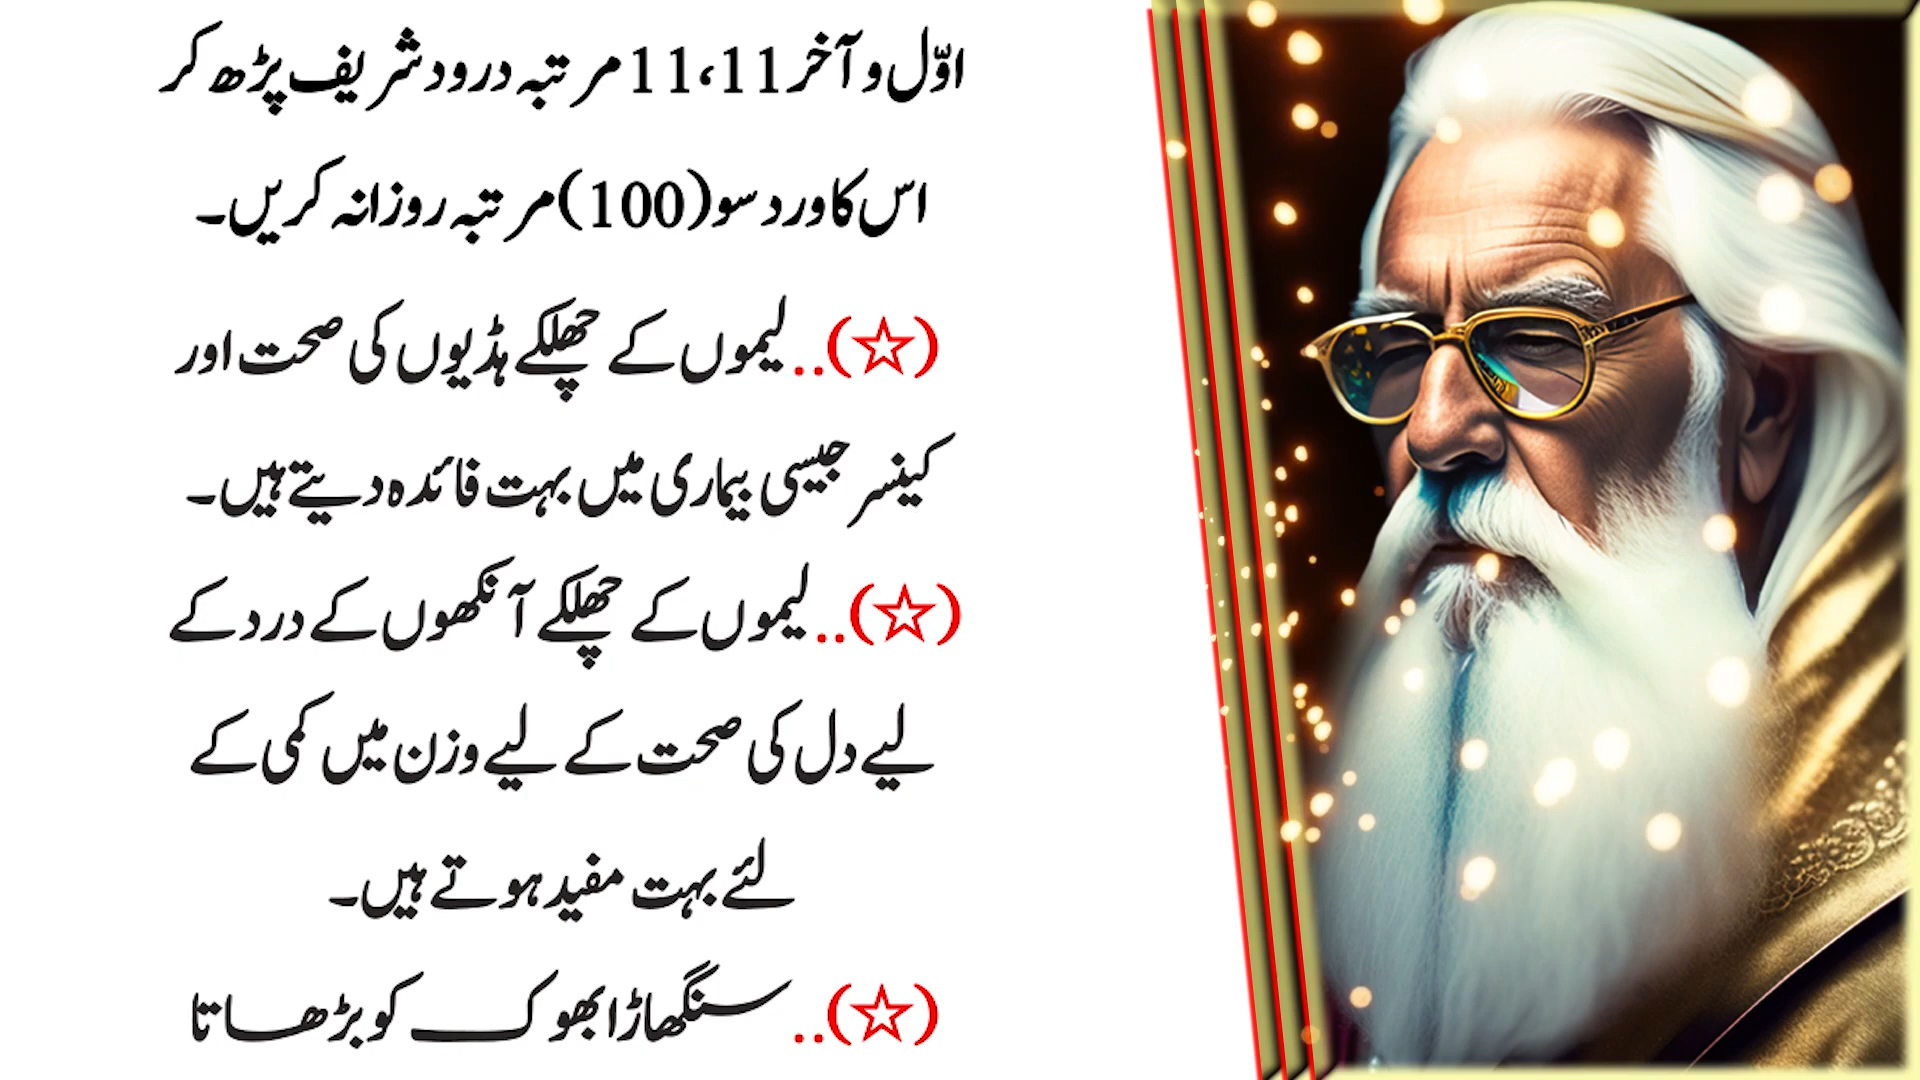 اوّل و آخر 11،11 مرتبہ درود شریف پڑھ کر
اس کا ورد سو (100) مرتبہ روزانہ کریں۔
(☆).. لیموں کے چھلکے ہڈیوں کی صحت اور
کینسر جیسی بیماری میں بہت فائدہ دیتے ہیں۔
(☆).. لیموں کے چھلکے آنکھوں کے درد کے
لیے دل کی صحت کے لیے وزن میں کمی کے
لئے بہت مفید ہوتے ہیں۔
(☆).. سنگھاڑا بھوک کو بڑھاتا